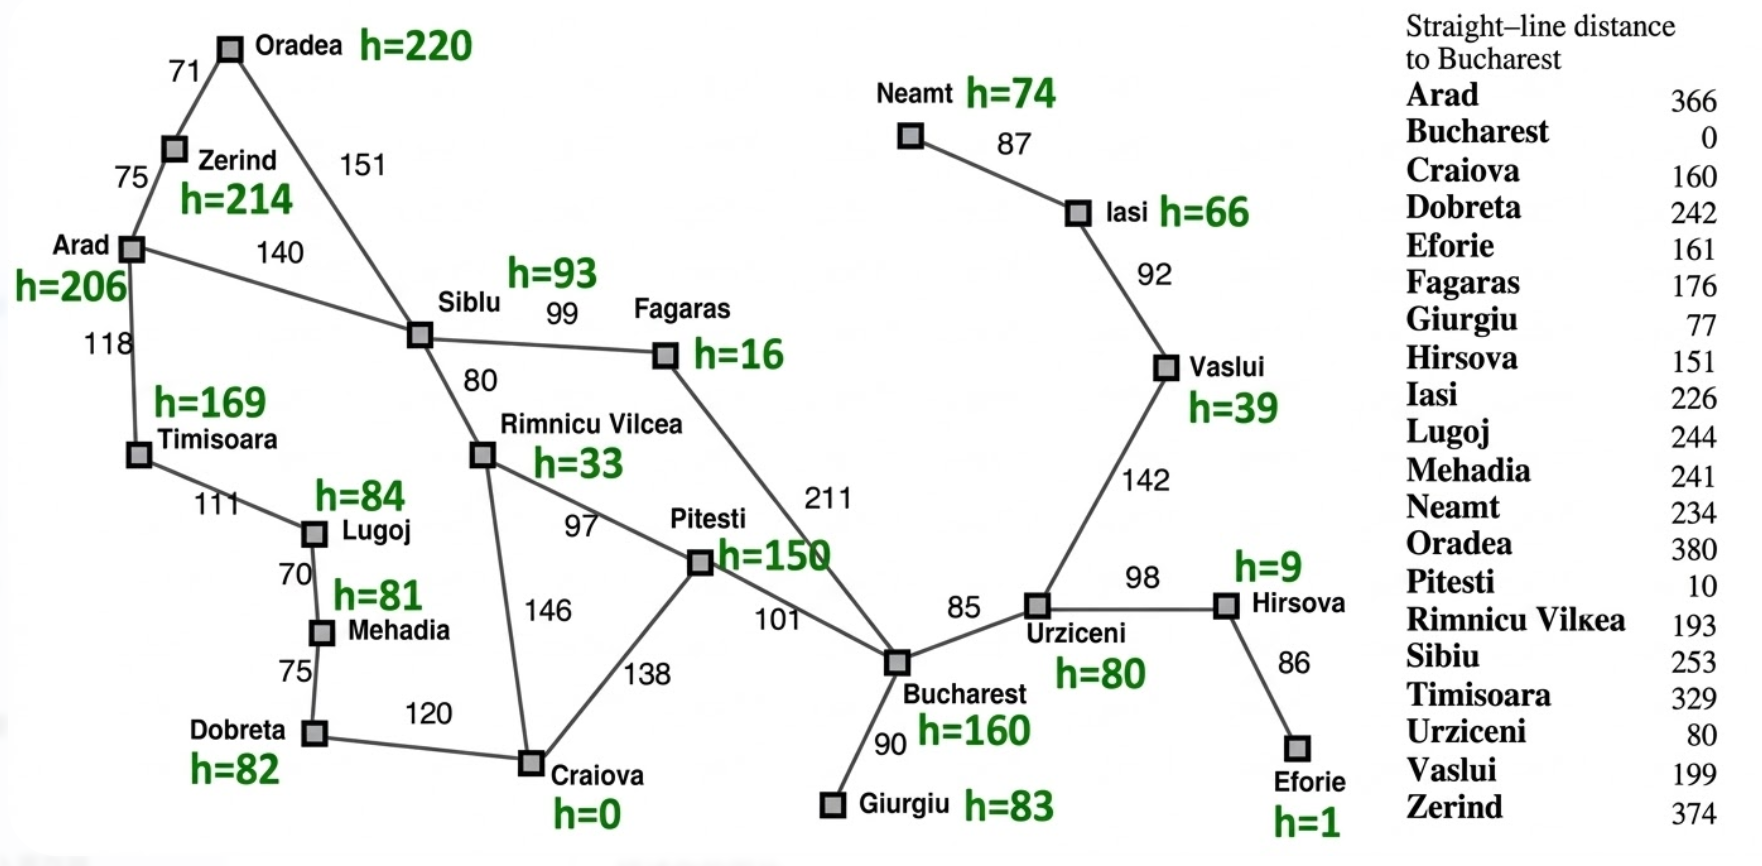 Oradea h=220
71
Neamt h=74
87
Zerind
h=214
151
75
Iasi h=66
Arad
h=206
140
92
h=93
Siblu
99
Fagaras
h=16
118
Vaslui
h=39
80
h=169
Timisoara
Rimnicu Vilcea
h=33
142
111
h=84
Lugoj
211
97
Pitesti
h=150
70
h=81
Mehadia
146
101
85
98
h=9
Hirsova
Urziceni
h=80
86
75
138
Bucharest
h=160
120
Dobreta
h=82
90
Craiova
h=0
Giurgiu h=83
Eforie
h=1
Straight–line distance
to Bucharest
Arad 366
Bucharest 0
Craiova 160
Dobreta 242
Eforie 161
Fagaras 176
Giurgiu 77
Hirsova 151
Iasi 226
Lugoj 244
Mehadia 241
Neamt 234
Oradea 380
Pitesti 10
Rimnicu Vilкea 193
Sibiu 253
Timisoara 329
Urziceni 80
Vaslui 199
Zerind 374